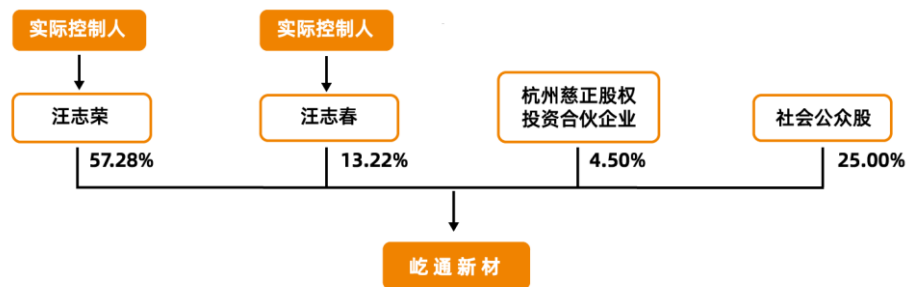 实际控制人
实际控制人
汪志荣
汪志春
杭州慈正股权
投资合伙企业
社会公众股
57.28%
13.22%
4.50%
25.00%
屹通新材